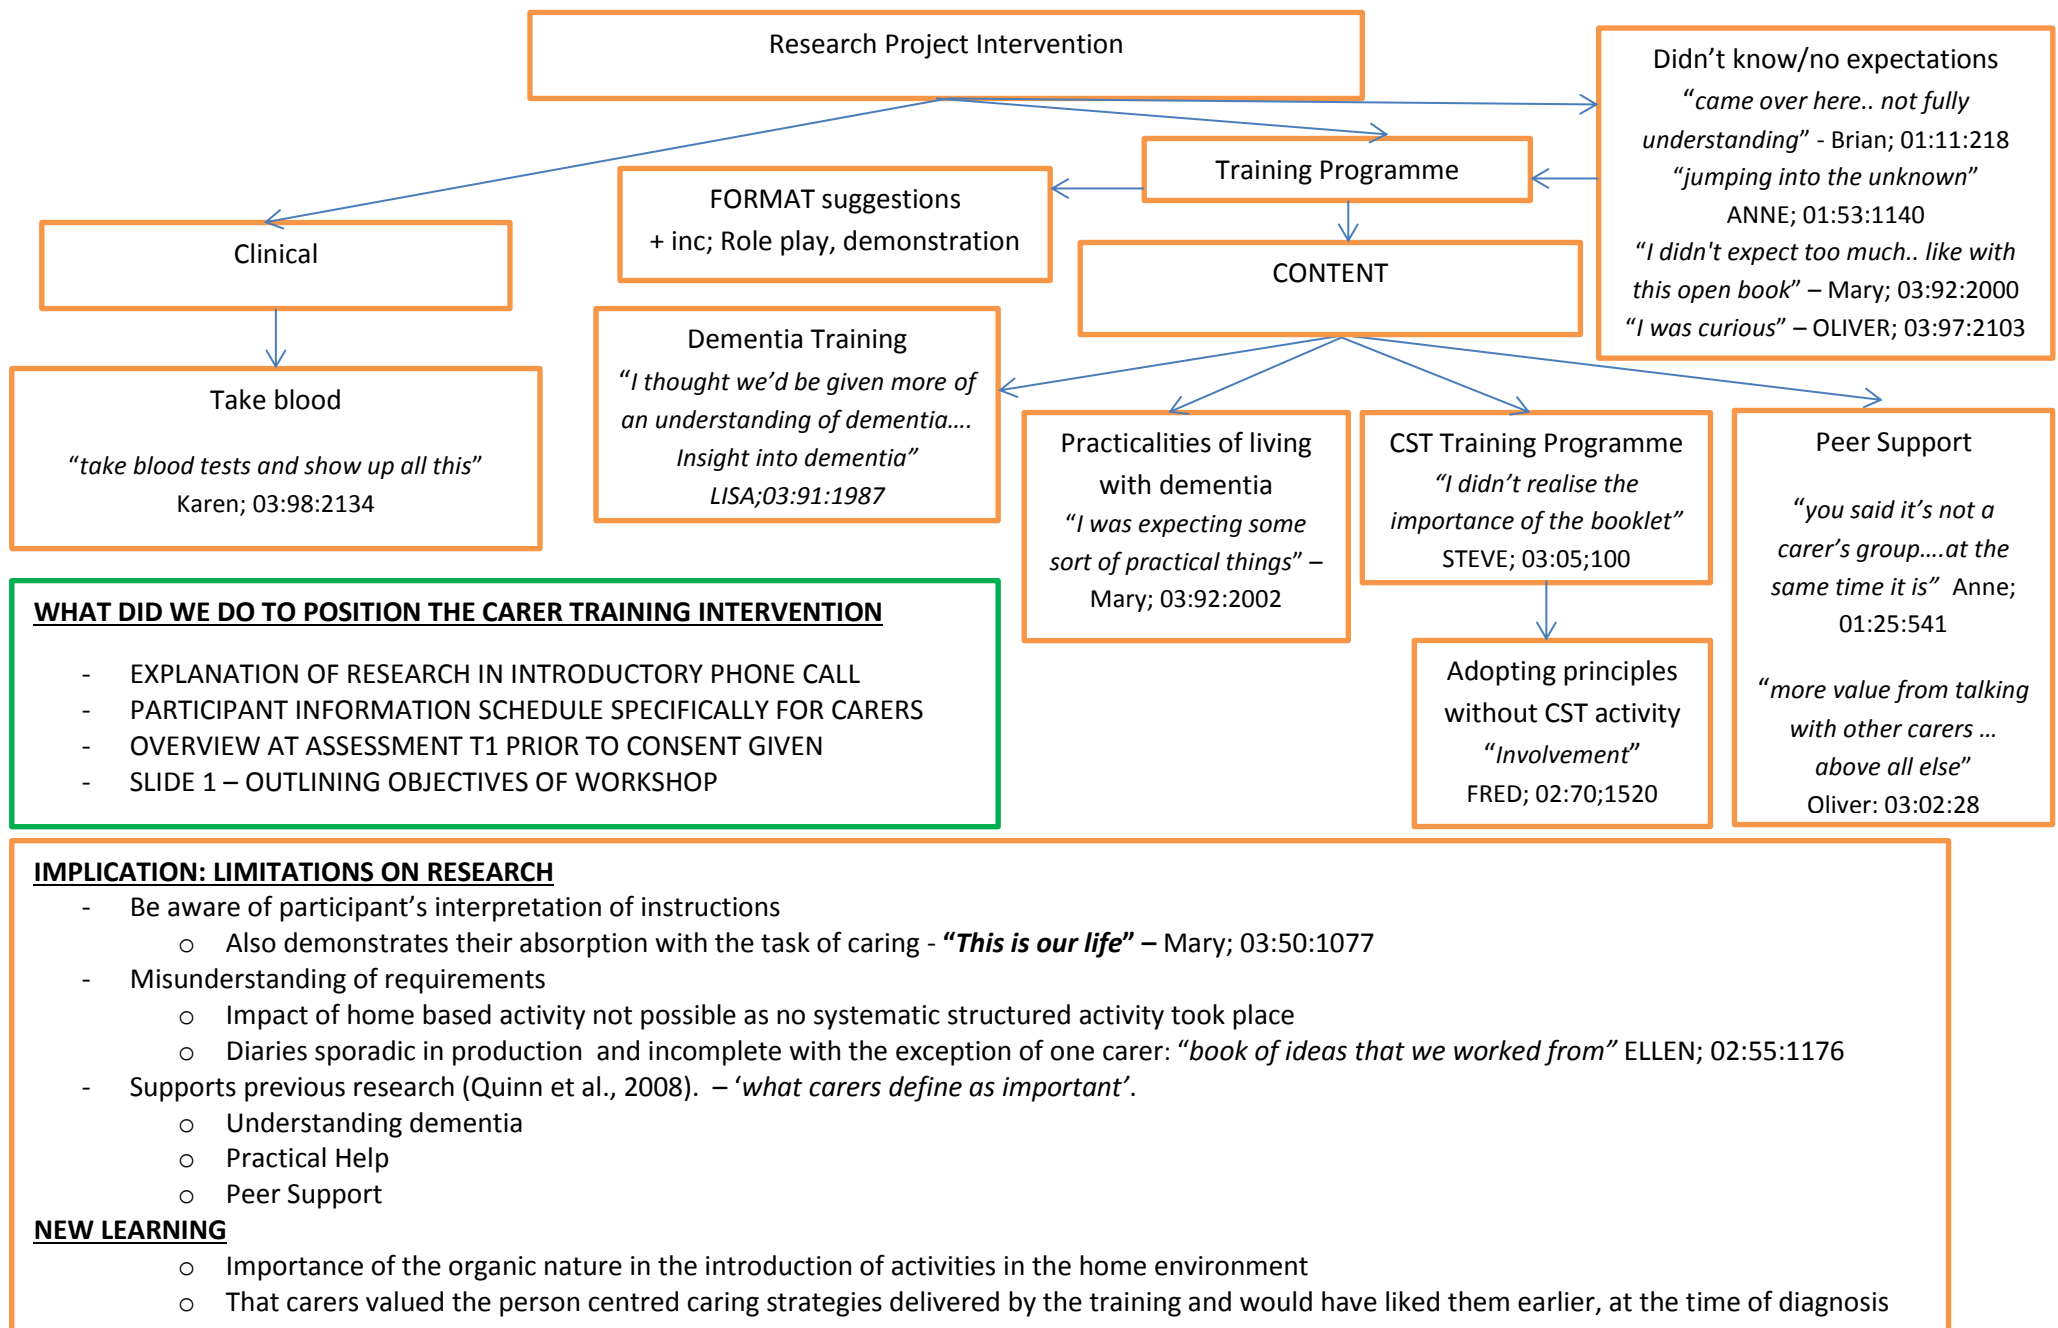 Research Project Intervention
Didn't know/no expectations
“came over here.. not fully
understanding” - Brian; 01:11:218
“jumping into the unknown”
ANNE; 01:53:1140
“I didn't expect too much.. like with
this open book” – Mary; 03:92:2000
“I was curious” – OLIVER; 03:97:2103
Training Programme
FORMAT suggestions
+ inc; Role play, demonstration
Clinical
CONTENT
Take blood
“take blood tests and show up all this”
Karen; 03:98:2134
Dementia Training
“I thought we’d be given more of
an understanding of dementia….
Insight into dementia”
LISA;03:91:1987
Practicalities of living
with dementia
“I was expecting some
sort of practical things” –
Mary; 03:92:2002
CST Training Programme
“I didn’t realise the
importance of the booklet”
STEVE; 03:05;100
Peer Support
“you said it’s not a
carer’s group….at the
same time it is” Anne;
01:25:541
“more value from talking
with other carers …
above all else”
Oliver: 03:02:28
Adopting principles
without CST activity
“Involvement”
FRED; 02:70;1520
WHAT DID WE DO TO POSITION THE CARER TRAINING INTERVENTION
- EXPLANATION OF RESEARCH IN INTRODUCTORY PHONE CALL
- PARTICIPANT INFORMATION SCHEDULE SPECIFICALLY FOR CARERS
- OVERVIEW AT ASSESSMENT T1 PRIOR TO CONSENT GIVEN
- SLIDE 1 – OUTLINING OBJECTIVES OF WORKSHOP
IMPLICATION: LIMITATIONS ON RESEARCH
- Be aware of participant’s interpretation of instructions
o Also demonstrates their absorption with the task of caring - “This is our life” – Mary; 03:50:1077
- Misunderstanding of requirements
o Impact of home based activity not possible as no systematic structured activity took place
o Diaries sporadic in production and incomplete with the exception of one carer: “book of ideas that we worked from” ELLEN; 02:55:1176
- Supports previous research (Quinn et al., 2008). – ‘what carers define as important’.
o Understanding dementia
o Practical Help
o Peer Support
NEW LEARNING
o Importance of the organic nature in the introduction of activities in the home environment
o That carers valued the person centred caring strategies delivered by the training and would have liked them earlier, at the time of diagnosis